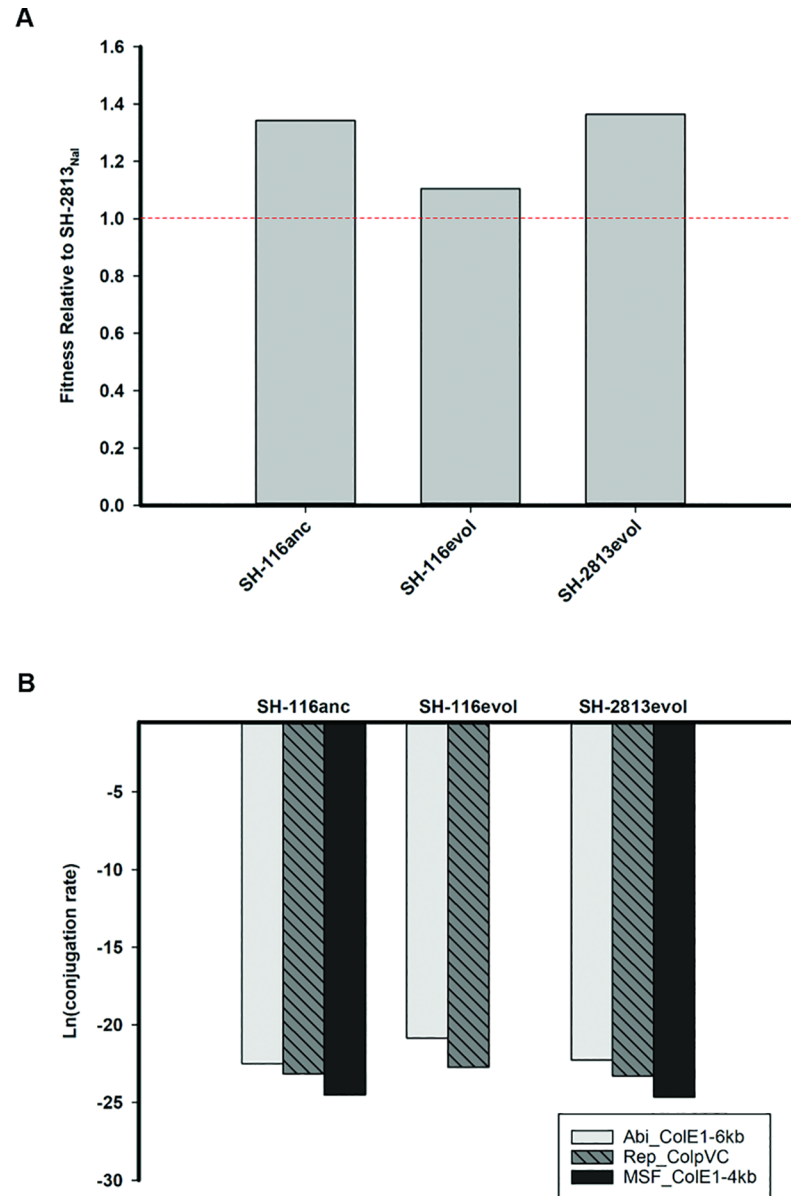 A
Fitness Relative to SH-2813Nal
1.6
1.4
1.2
1.0
0.8
0.6
0.4
0.2
0.0
SH-116anc
SH-116evol
SH-2813evol
B
SH-116anc
SH-116evol
SH-2813evol
Ln(conjugation rate)
-5
-10
-15
-20
-25
-30
Abi_ColE1-6kb
Rep_ColpVC
MSF_ColE1-4kb